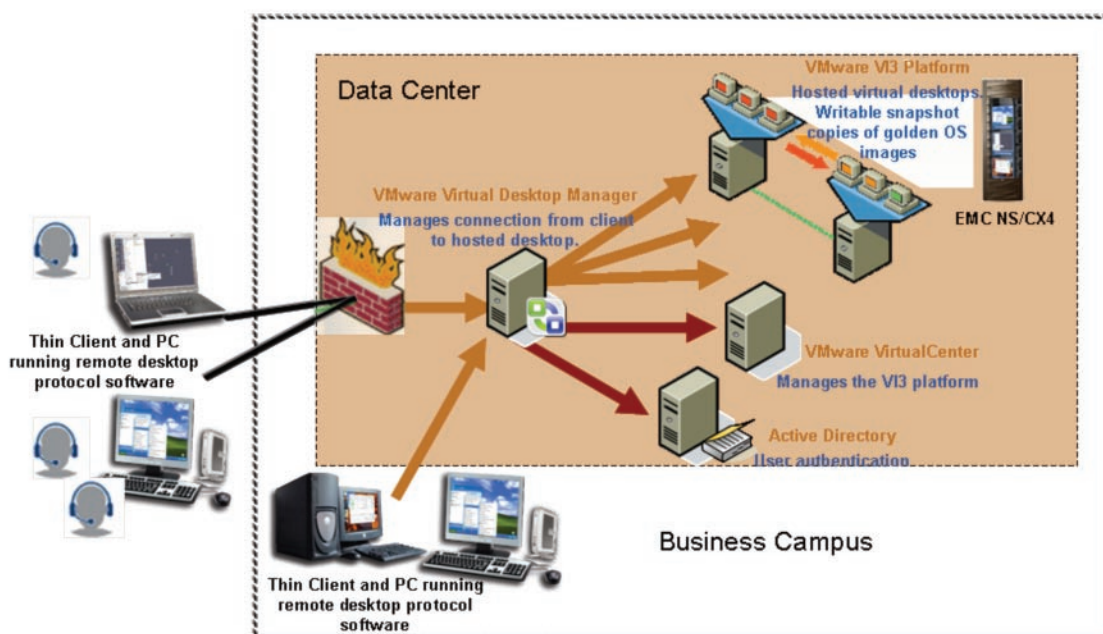 Data Center
VMware VI3 Platform
Hosted virtual desktops.
Writable snapshot
copies of golden OS
images
EMC NS/CX4
VMware Virtual Desktop Manager
Manages connection from client
to hosted desktop.
Thin Client and PC
running remote desktop
protocol software
VMware VirtualCenter
Manages the VI3 platform
Active Directory
User authentication
Business Campus
Thin Client and PC running
remote desktop protocol
software